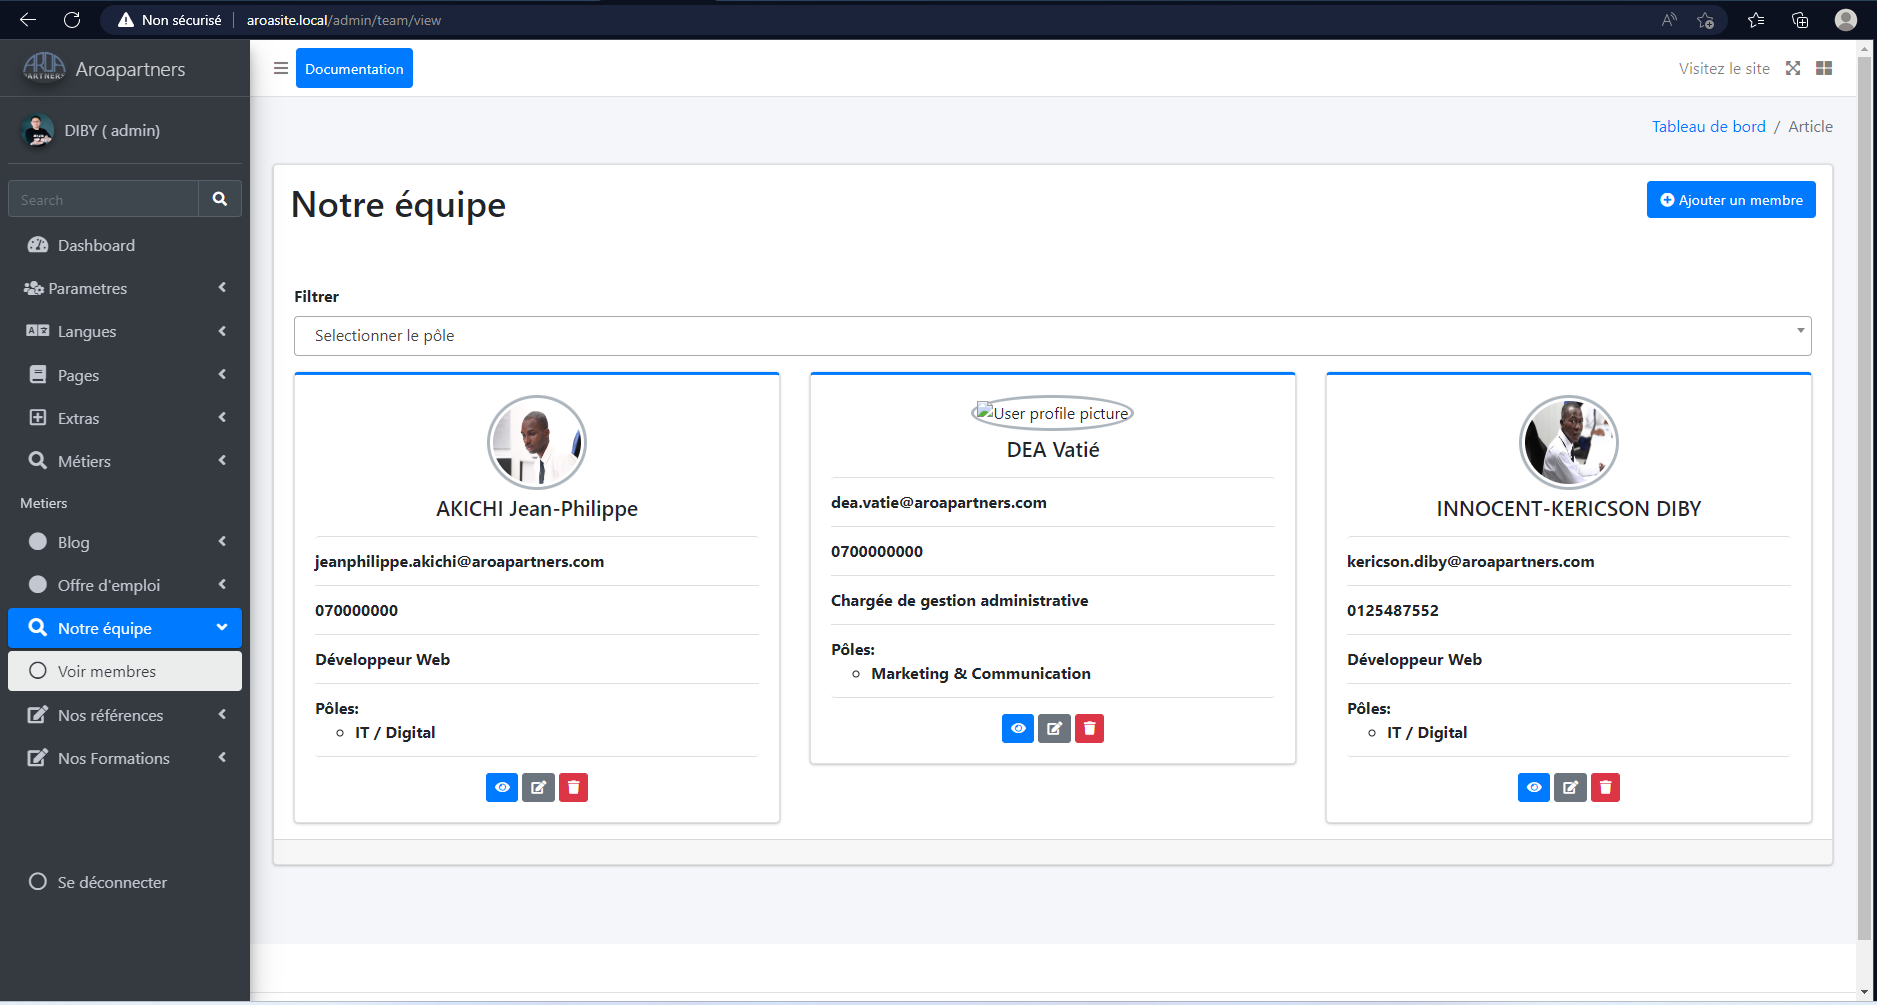 Non sécurisé
aroasite.local/admin/team/view
Aroapartners
Documentation
Visitez le site
DIBY ( admin)
Tableau de bord / Article
Search
Notre équipe
Ajouter un membre
Dashboard
Parametres
Langues
Pages
Extras
Métiers
Metiers
Blog
Offre d'emploi
Notre équipe
Voir membres
Nos références
Nos Formations
Se déconnecter
Filtrer
Selectionner le pôle
AKICHI Jean-Philippe
jeanphilippe.akichi@aroapartners.com
070000000
Développeur Web
Pôles:
IT / Digital
User profile picture
DEA Vatié
dea.vatie@aroapartners.com
0700000000
Chargée de gestion administrative
Pôles:
Marketing & Communication
INNOCENT-KERICSON DIBY
kericson.diby@aroapartners.com
0125487552
Développeur Web
Pôles:
IT / Digital